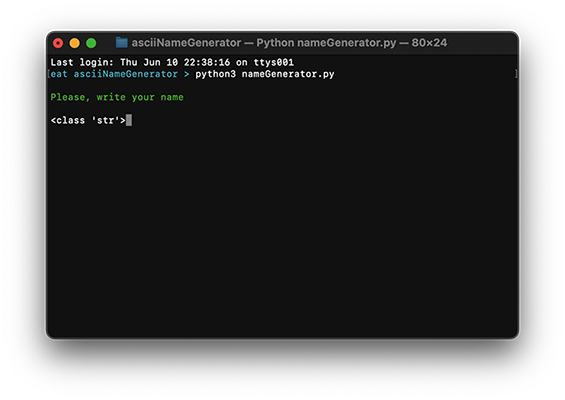 asciiNameGenerator — Python nameGenerator.py — 80×24
Last login: Thu Jun 10 22:38:16 on ttys001
[eat asciiNameGenerator > python3 nameGenerator.py ]
Please, write your name
<class 'str'>